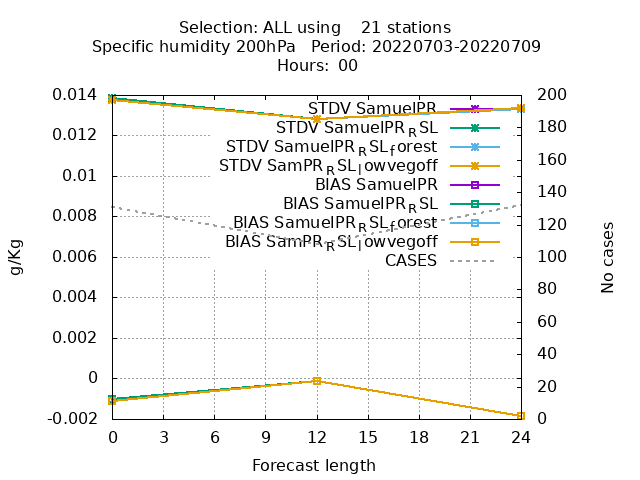 Selection: ALL using    21 stations
Specific humidity 200hPa   Period: 20220703-20220709
Hours:  00
0.014
0.012
0.01
0.008
0.006
0.004
0.002
0
-0.002
g/Kg
STDV SamuelPR
STDV SamuelPR_RSL
STDV SamuelPR_RSL_forest
STDV SamPR_RSL_lowvegoff
BIAS SamuelPR
BIAS SamuelPR_RSL
BIAS SamuelPR_RSL_forest
BIAS SamPR_RSL_lowvegoff
CASES
200
180
160
140
120
100
80
60
40
20
0
No cases
0 3 6 9 12 15 18 21 24
Forecast length